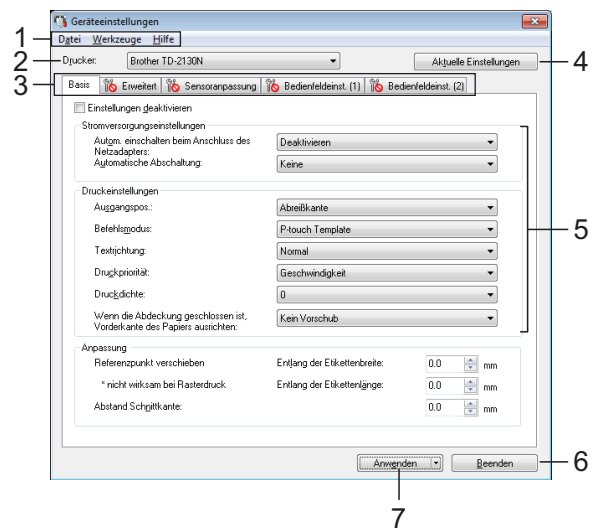 Geräteeinstellungen
1
Datei Werkzeuge Hilfe
2
Drucker: Brother TD-2130N Aktuelle Einstellungen
4
3
Basis Erweitert Sensoranpassung Bedienfeldeinst. (1) Bedienfeldeinst. (2)
Einstellungen deaktivieren
Stromversorgungseinstellungen
Autom. einschalten beim Anschluss des Netzadapters: Deaktivieren
Automatische Abschaltung: Keine
Druckeinstellungen
Ausgangspos.: Abreißkante
5
Befehlsmodus: P-touch Template
Textrichtung: Normal
Druckpriorität: Geschwindigkeit
Druckdichte: 0
Wenn die Abdeckung geschlossen ist, Vorderkante des Papiers ausrichten: Kein Vorschub
Anpassung
Referenzpunkt verschieben Entlang der Etikettenbreite: 0.0 mm
* nicht wirksam bei Rasterdruck Entlang der Etikettenlänge: 0.0 mm
Abstand Schnittkante: 0.0 mm
Anwenden Beenden
6
7